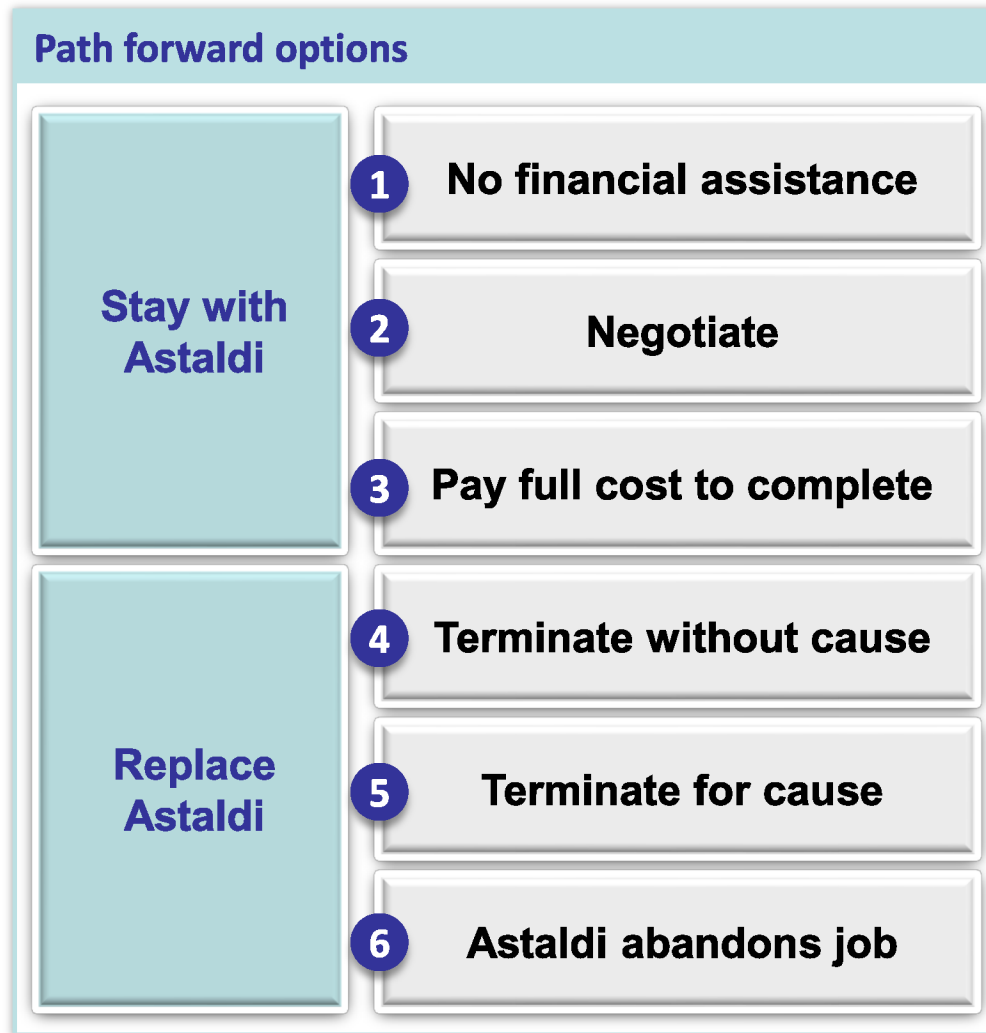 Path forward options
Stay with
Astaldi
1
No financial assistance
2
Negotiate
3
Pay full cost to complete
Replace
Astaldi
4
Terminate without cause
5
Terminate for cause
6
Astaldi abandons job